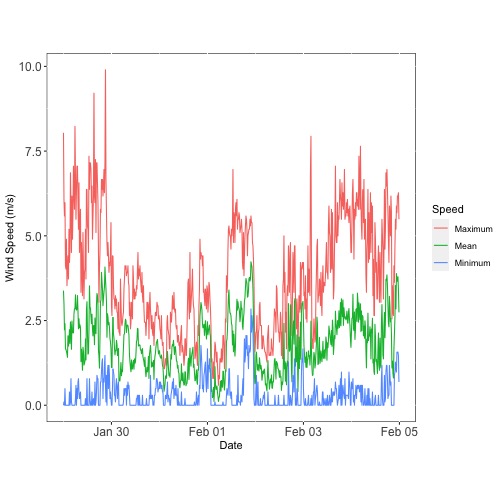 10.0
7.5
5.0
2.5
0.0
Wind Speed (m/s)
Jan 30
Feb 01
Feb 03
Feb 05
Date
Speed
Maximum
Mean
Minimum